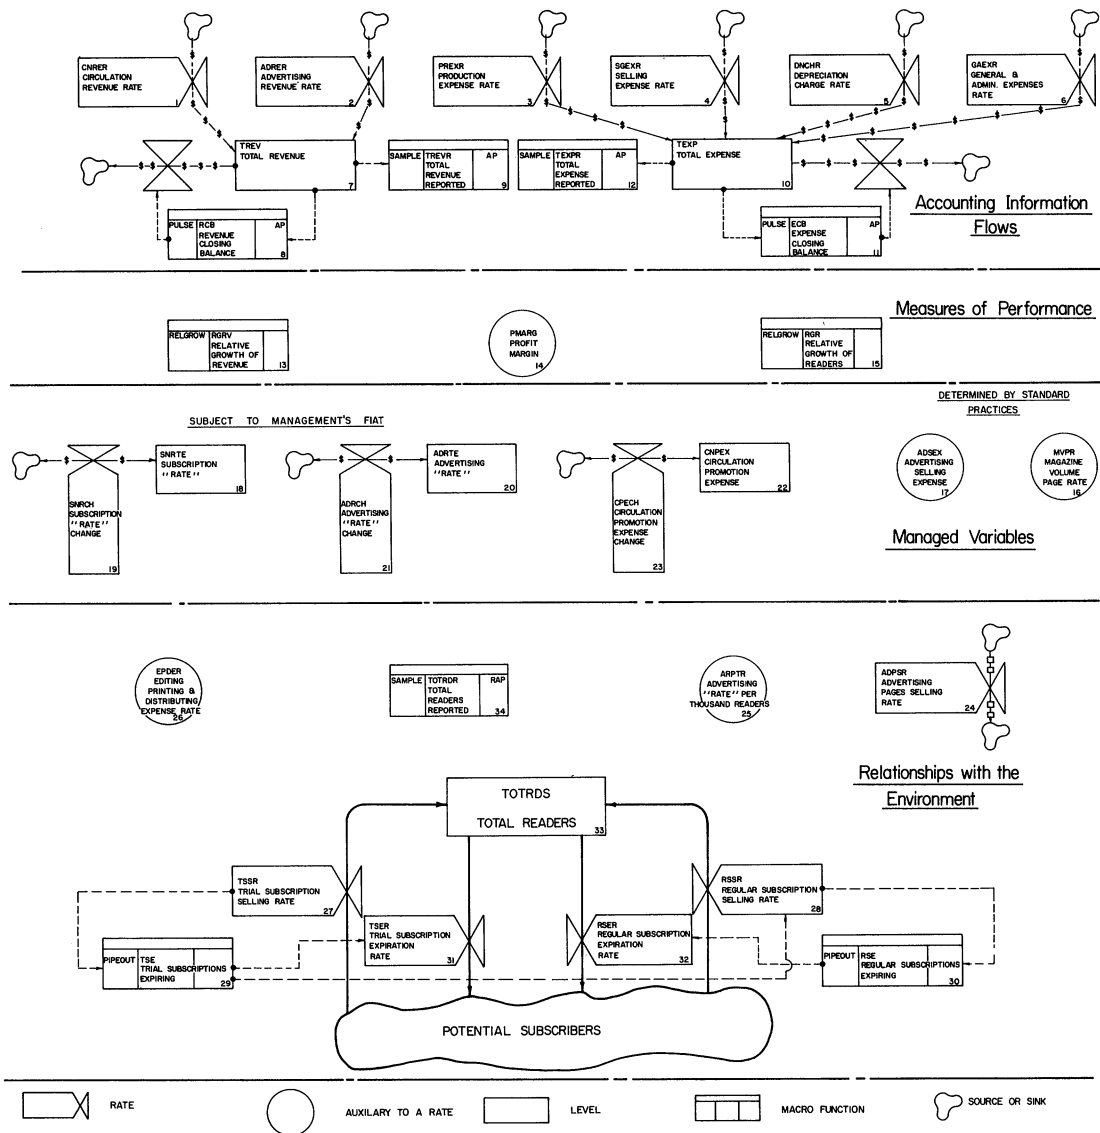 CNRER
CIRCULATION
REVENUE RATE
1
ADRER
ADVERTISING
REVENUE RATE
2
PREXR
PRODUCTION
EXPENSE RATE
3
SGEXR
SELLING
EXPENSE RATE
4
DNCHR
DEPRECIATION
CHARGE RATE
5
GAEXR
GENERAL &
ADMIN. EXPENSES
RATE
6
TREV
TOTAL REVENUE
7
SAMPLE TREVR AP
TOTAL
REVENUE
REPORTED 9
SAMPLE TEXPR AP
TOTAL
EXPENSE
REPORTED 12
TEXP
TOTAL EXPENSE
10
PULSE RCB AP
REVENUE
CLOSING
BALANCE 8
PULSE ECB AP
EXPENSE
CLOSING
BALANCE 11
Accounting Information
Flows
Measures of Performance
RELGROW RGRV
RELATIVE
GROWTH OF
REVENUE 13
PMARG
PROFIT
MARGIN
14
RELGROW RGR
RELATIVE
GROWTH OF
READERS 15
SUBJECT TO MANAGEMENT'S FIAT
DETERMINED BY STANDARD
PRACTICES
SNRTE
SUBSCRIPTION
"RATE"
18
SNRCH
SUBSCRIPTION
"RATE"
CHANGE
19
ADRTE
ADVERTISING
"RATE"
20
ADRCH
ADVERTISING
"RATE"
CHANGE
21
CNPEX
CIRCULATION
PROMOTION
EXPENSE
22
CPECH
CIRCULATION
PROMOTION
EXPENSE
CHANGE
23
ADSEX
ADVERTISING
SELLING
EXPENSE
17
MVPR
MAGAZINE
VOLUME
PAGE RATE
16
Managed Variables
EPDER
EDITING
PRINTING &
DISTRIBUTING
EXPENSE RATE
26
SAMPLE TOTRDR RAP
TOTAL
READERS
REPORTED 34
ARPTR
ADVERTISING
"RATE" PER
THOUSAND READERS
25
ADPSR
ADVERTISING
PAGES SELLING
RATE
24
Relationships with the
Environment
TOTRDS
TOTAL READERS
33
TSSR
TRIAL SUBSCRIPTION
SELLING RATE
27
RSSR
REGULAR SUBSCRIPTION
SELLING RATE
28
TSER
TRIAL SUBSCRIPTION
EXPIRATION
RATE
31
RSER
REGULAR SUBSCRIPTION
EXPIRATION
RATE
32
PIPEOUT TSE
TRIAL SUBSCRIPTIONS
EXPIRING
29
PIPEOUT RSE
REGULAR SUBSCRIPTIONS
EXPIRING
30
POTENTIAL SUBSCRIBERS
RATE
AUXILARY TO A RATE
LEVEL
MACRO FUNCTION
SOURCE OR SINK